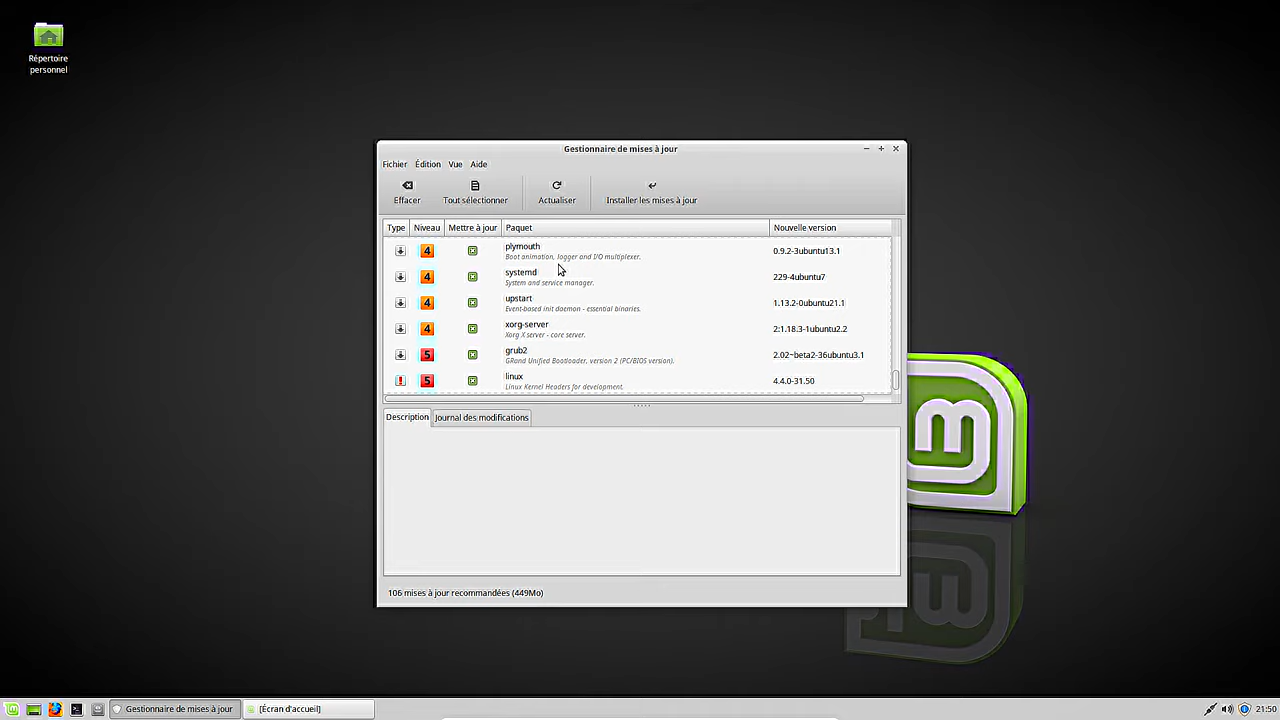 Répertoire
personnel
Gestionnaire de mises à jour
Fichier Édition Vue Aide
Effacer Tout sélectionner Actualiser Installer les mises à jour
Type Niveau Mettre à jour Paquet Nouvelle version
4 plymouth 0.9.2-3ubuntu13.1
Boot animation, logger and I/O multiplexer.
4 systemd 229-4ubuntu7
System and service manager.
4 upstart 1.13.2-0ubuntu21.1
Event-based init daemon - essential binaries.
4 xorg-server 2:1.18.3-1ubuntu2.2
Xorg X server - core server.
5 grub2 2.02~beta2-36ubuntu3.1
GRand Unified Bootloader, version 2 (PC/BIOS version).
5 linux 4.4.0-31.50
Linux Kernel Headers for development.
Description Journal des modifications
106 mises à jour recommandées (449Mo)
Gestionnaire de mises à jour [Écran d'accueil] 21:50